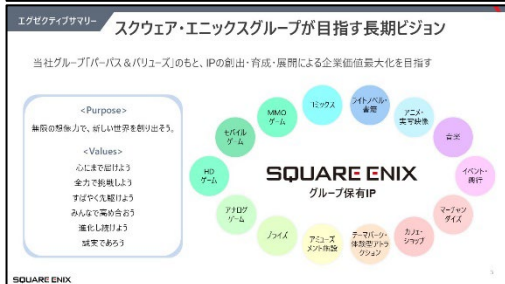 エグゼクティブサマリー
スクウェア・エニックスグループが目指す長期ビジョン
当社グループ「パーパス&バリューズ」のもと、IPの創出・育成・展開による企業価値最大化を目指す
<Purpose>
無限の想像力で、新しい世界を創り出そう。
<Values>
心にまで届けよう
全力で挑戦しよう
すばやく先駆けよう
みんなで高め合おう
進化し続けよう
誠実であろう
SQUARE ENIX
グループ保有IP
コミックス
ライトノベル・
書籍
アニメ・
実写映像
音楽
イベント・
興行
マーチャン
ダイズ
カフェ・
ショップ
テーマパーク・
体験型アトラ
クション
アミューズ
メント施設
プライズ
アナログ
ゲーム
HD
ゲーム
モバイル
ゲーム
MMO
ゲーム
SQUARE ENIX